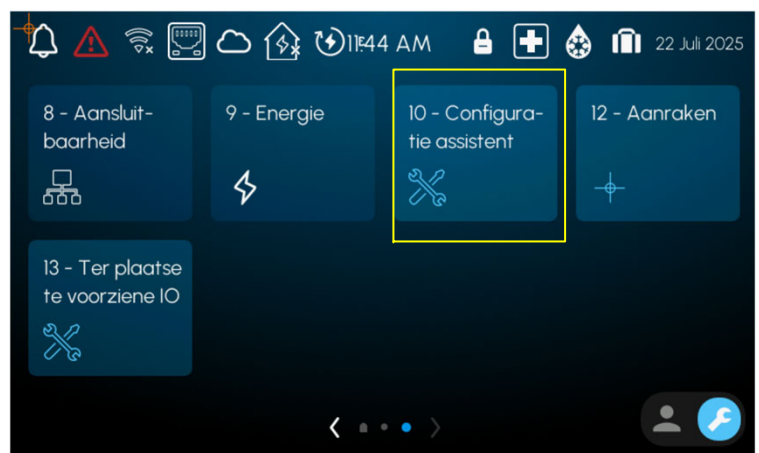 11:44 AM
22 Juli 2025
8 - Aansluit-
baarheid
9 - Energie
10 - Configura-
tie assistent
12 - Aanraken
13 - Ter plaatse
te voorziene IO